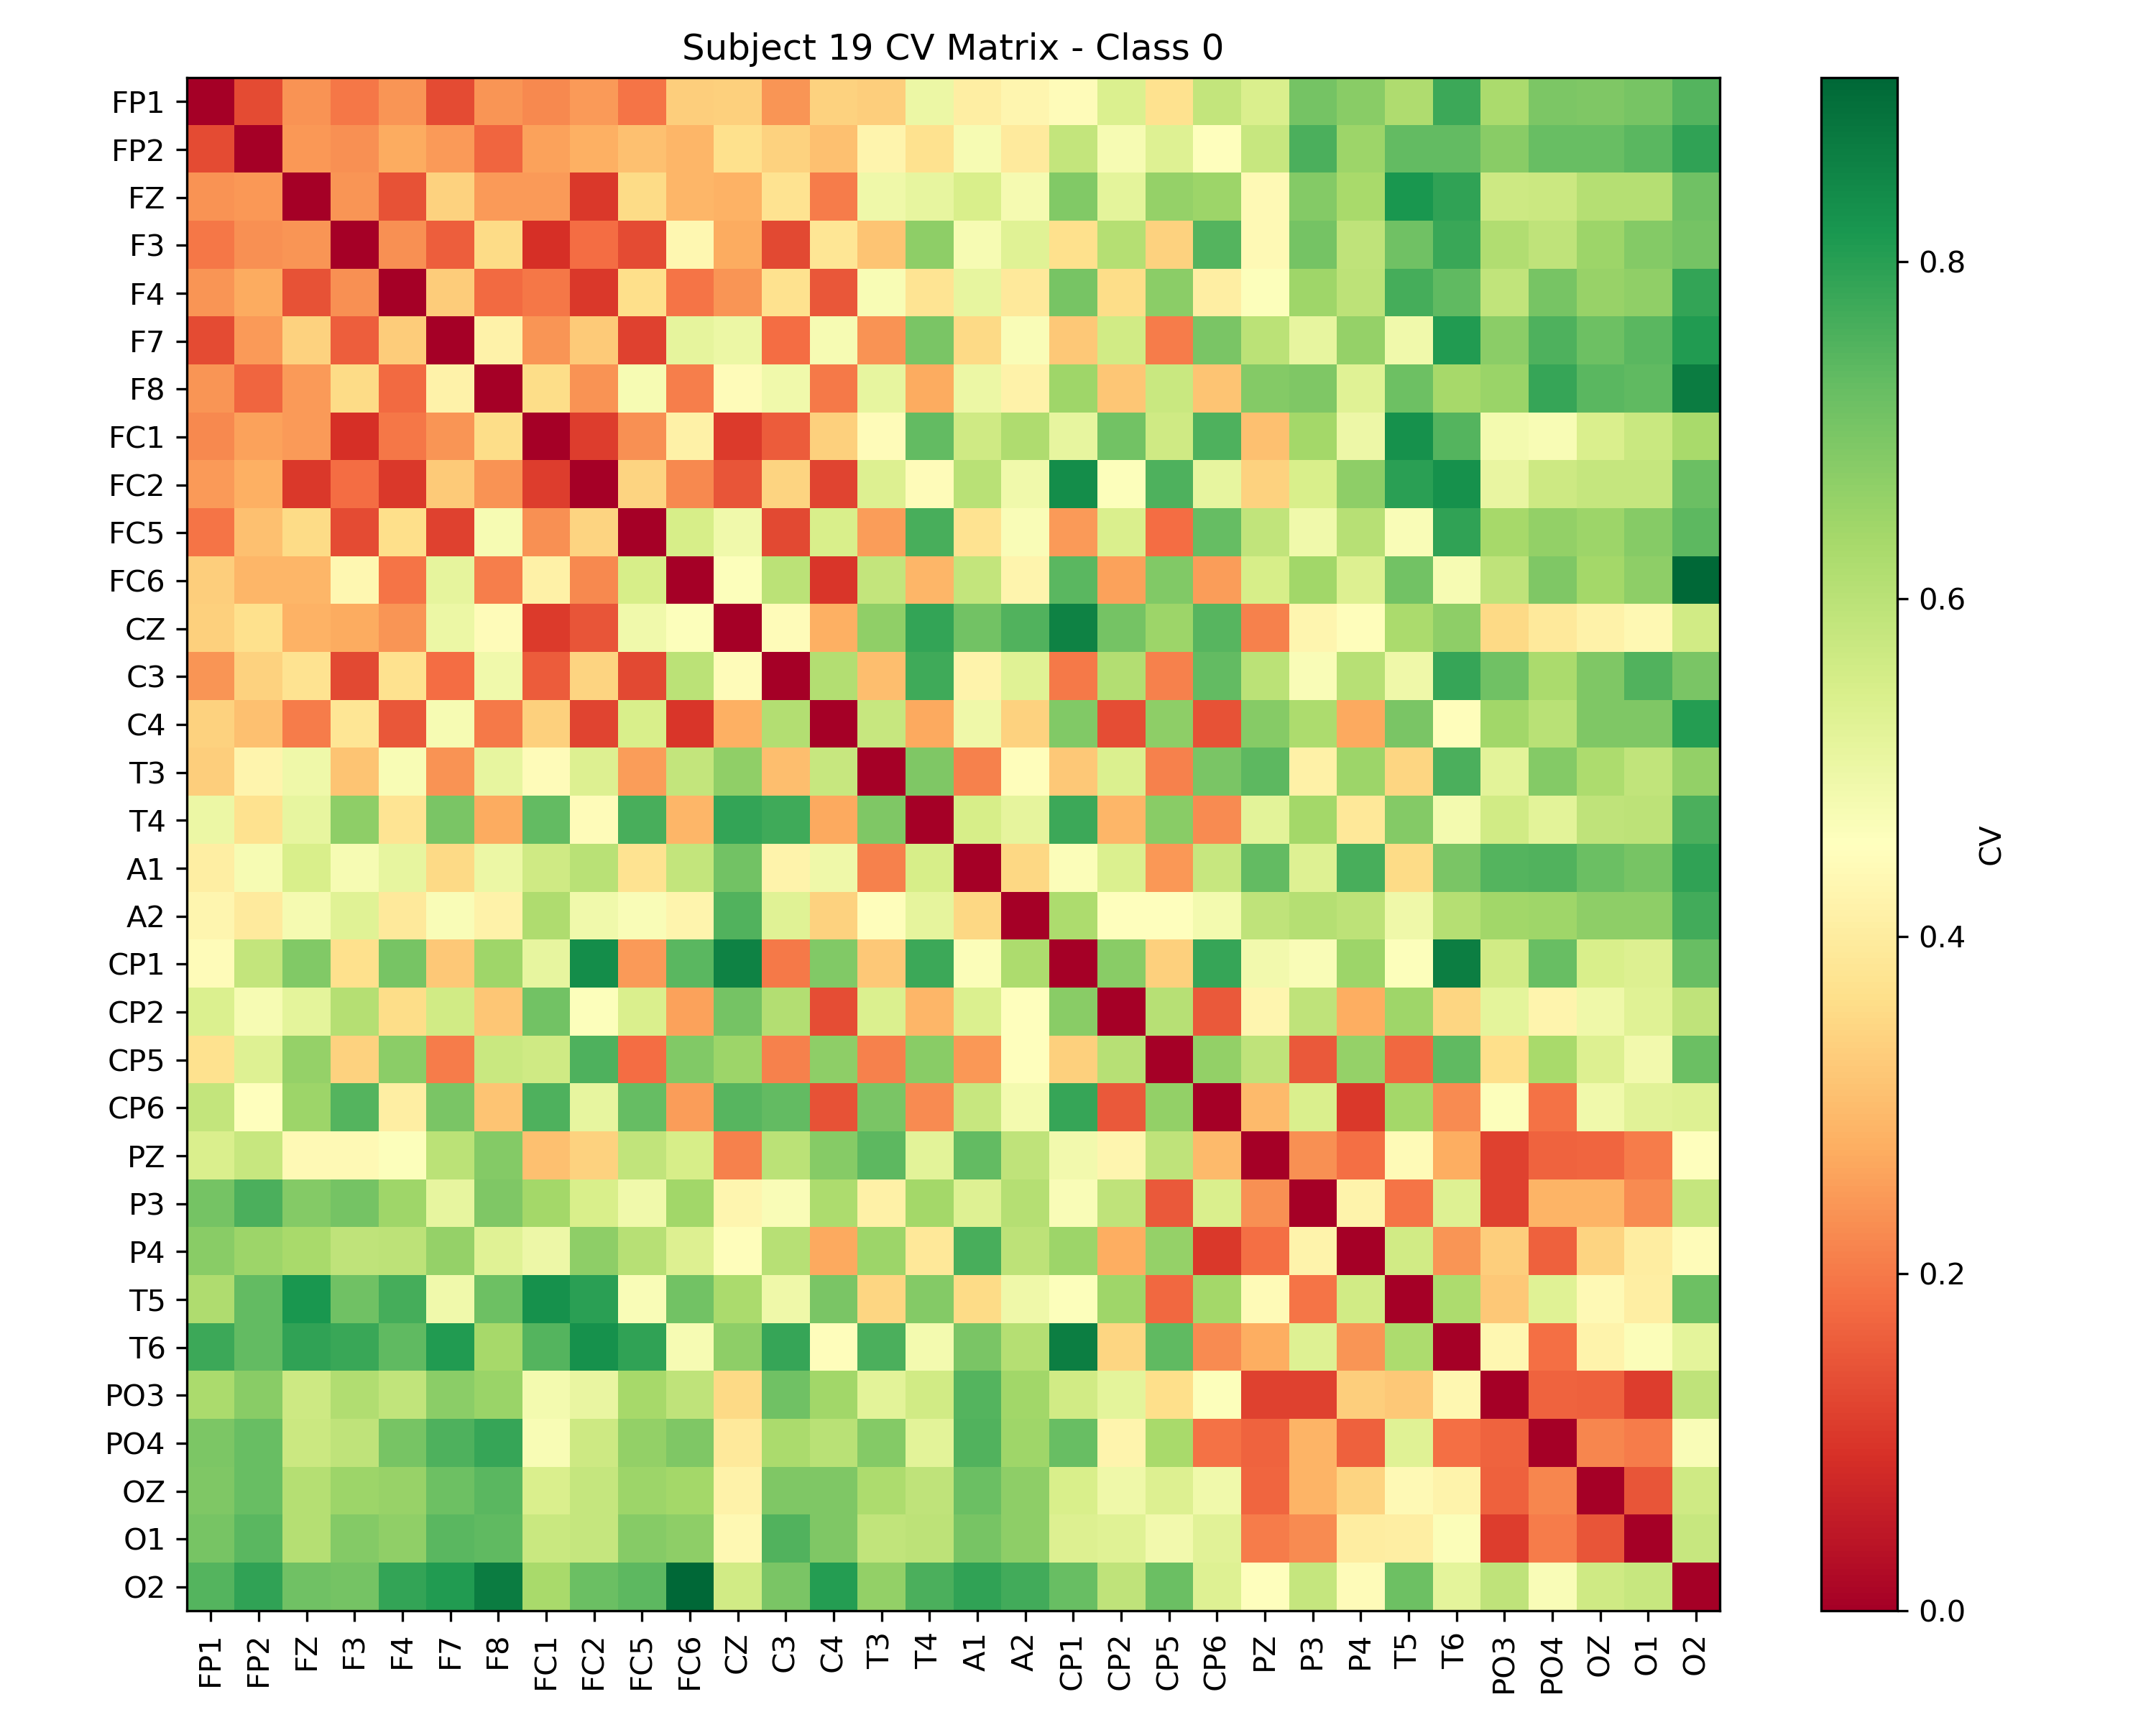 Subject 19 CV Matrix - Class 0
FP1
FP2
FZ
F3
F4
F7
F8
FC1
FC2
FC5
FC6
CZ
C3
C4
T3
T4
A1
A2
CP1
CP2
CP5
CP6
PZ
P3
P4
T5
T6
PO3
PO4
OZ
O1
O2
FP1 FP2 FZ F3 F4 F7 F8 FC1 FC2 FC5 FC6 CZ C3 C4 T3 T4 A1 A2 CP1 CP2 CP5 CP6 PZ P3 P4 T5 T6 PO3 PO4 OZ O1 O2
0.8
0.6
0.4
0.2
0.0
CV